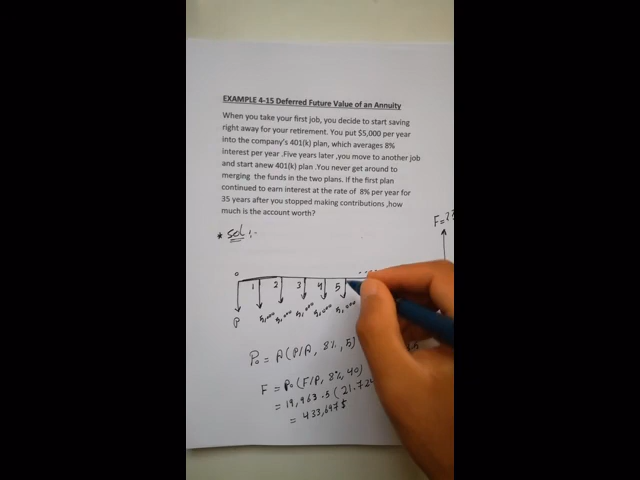 EXAMPLE 4-15 Deferred Future Value of an Annuity
When you take your first job, you decide to start saving
right away for your retirement. You put $5,000 per year
into the company's 401(k) plan, which averages 8%
interest per year .Five years later ,you move to another job
and start anew 401(k) plan .You never get around to
merging the funds in the two plans. If the first plan
continued to earn interest at the rate of 8% per year for
35 years after you stopped making contributions ,how
much is the account worth?
F=??
* Sol :-
0 ....
1 2 3 4 5
P 5,000 5,000 5,000 5,000 5,000
P₀ = A (P/A, 8%, 5)
F = P₀ (F/P, 8%, 40)
= 19,963.5 (21.724
= 433,6975